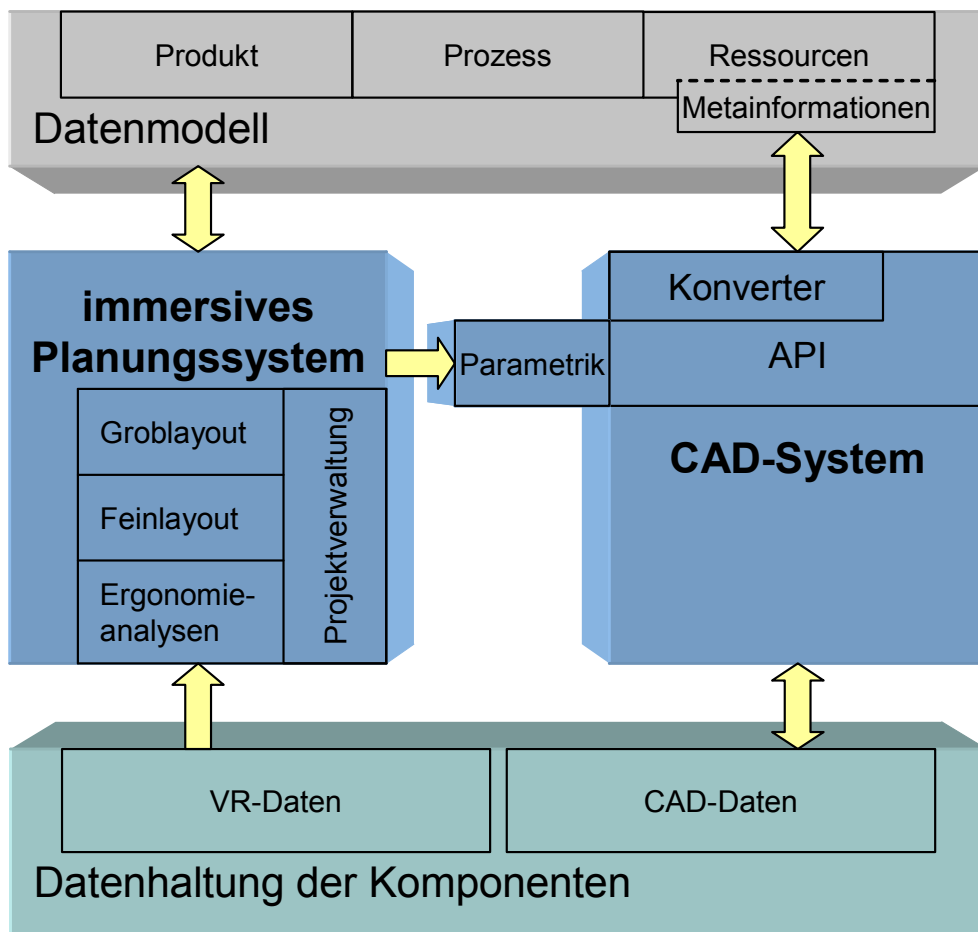 Produkt
Prozess
Ressourcen
Metainformationen
Datenmodell
immersives
Planungssystem
Groblayout
Feinlayout
Ergonomie-
analysen
Projektverwaltung
Parametrik
Konverter
API
CAD-System
VR-Daten
CAD-Daten
Datenhaltung der Komponenten